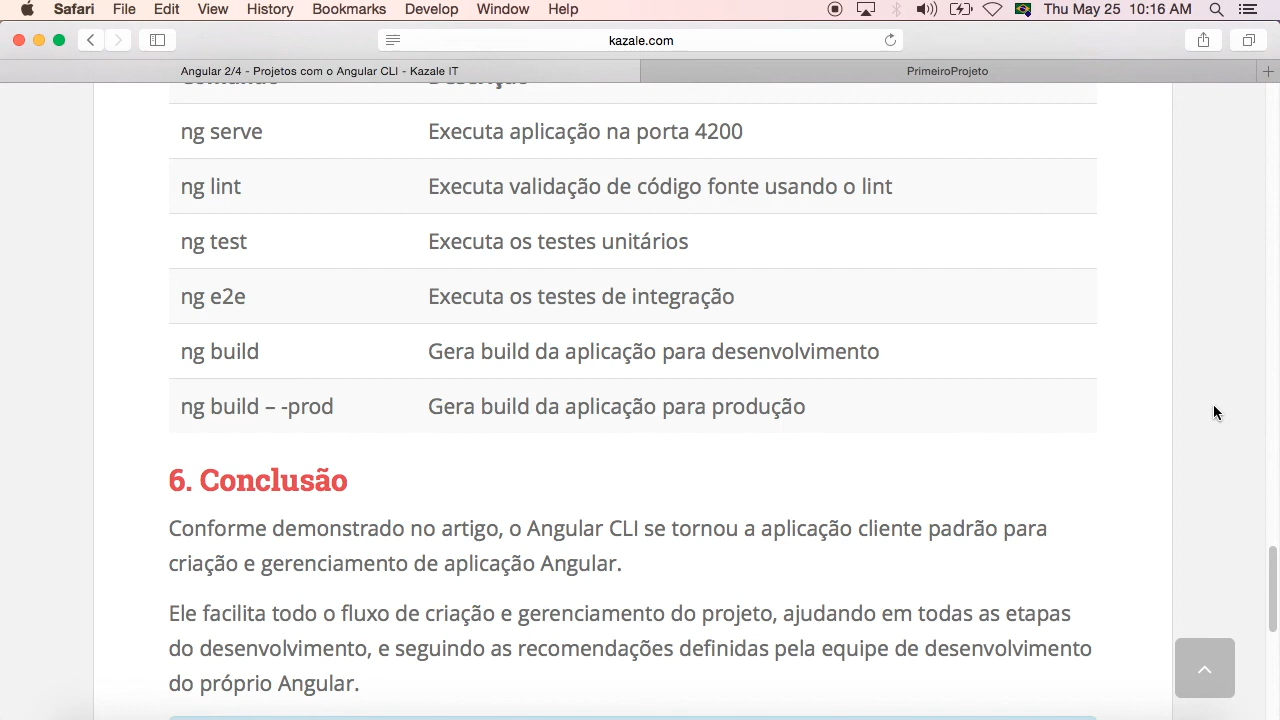 Safari File Edit View History Bookmarks Develop Window Help Thu May 25 10:16 AM
kazale.com
Angular 2/4 - Projetos com o Angular CLI - Kazale IT PrimeiroProjeto
ng serve Executa aplicação na porta 4200
ng lint Executa validação de código fonte usando o lint
ng test Executa os testes unitários
ng e2e Executa os testes de integração
ng build Gera build da aplicação para desenvolvimento
ng build – -prod Gera build da aplicação para produção
6. Conclusão
Conforme demonstrado no artigo, o Angular CLI se tornou a aplicação cliente padrão para
criação e gerenciamento de aplicação Angular.
Ele facilita todo o fluxo de criação e gerenciamento do projeto, ajudando em todas as etapas
do desenvolvimento, e seguindo as recomendações definidas pela equipe de desenvolvimento
do próprio Angular.